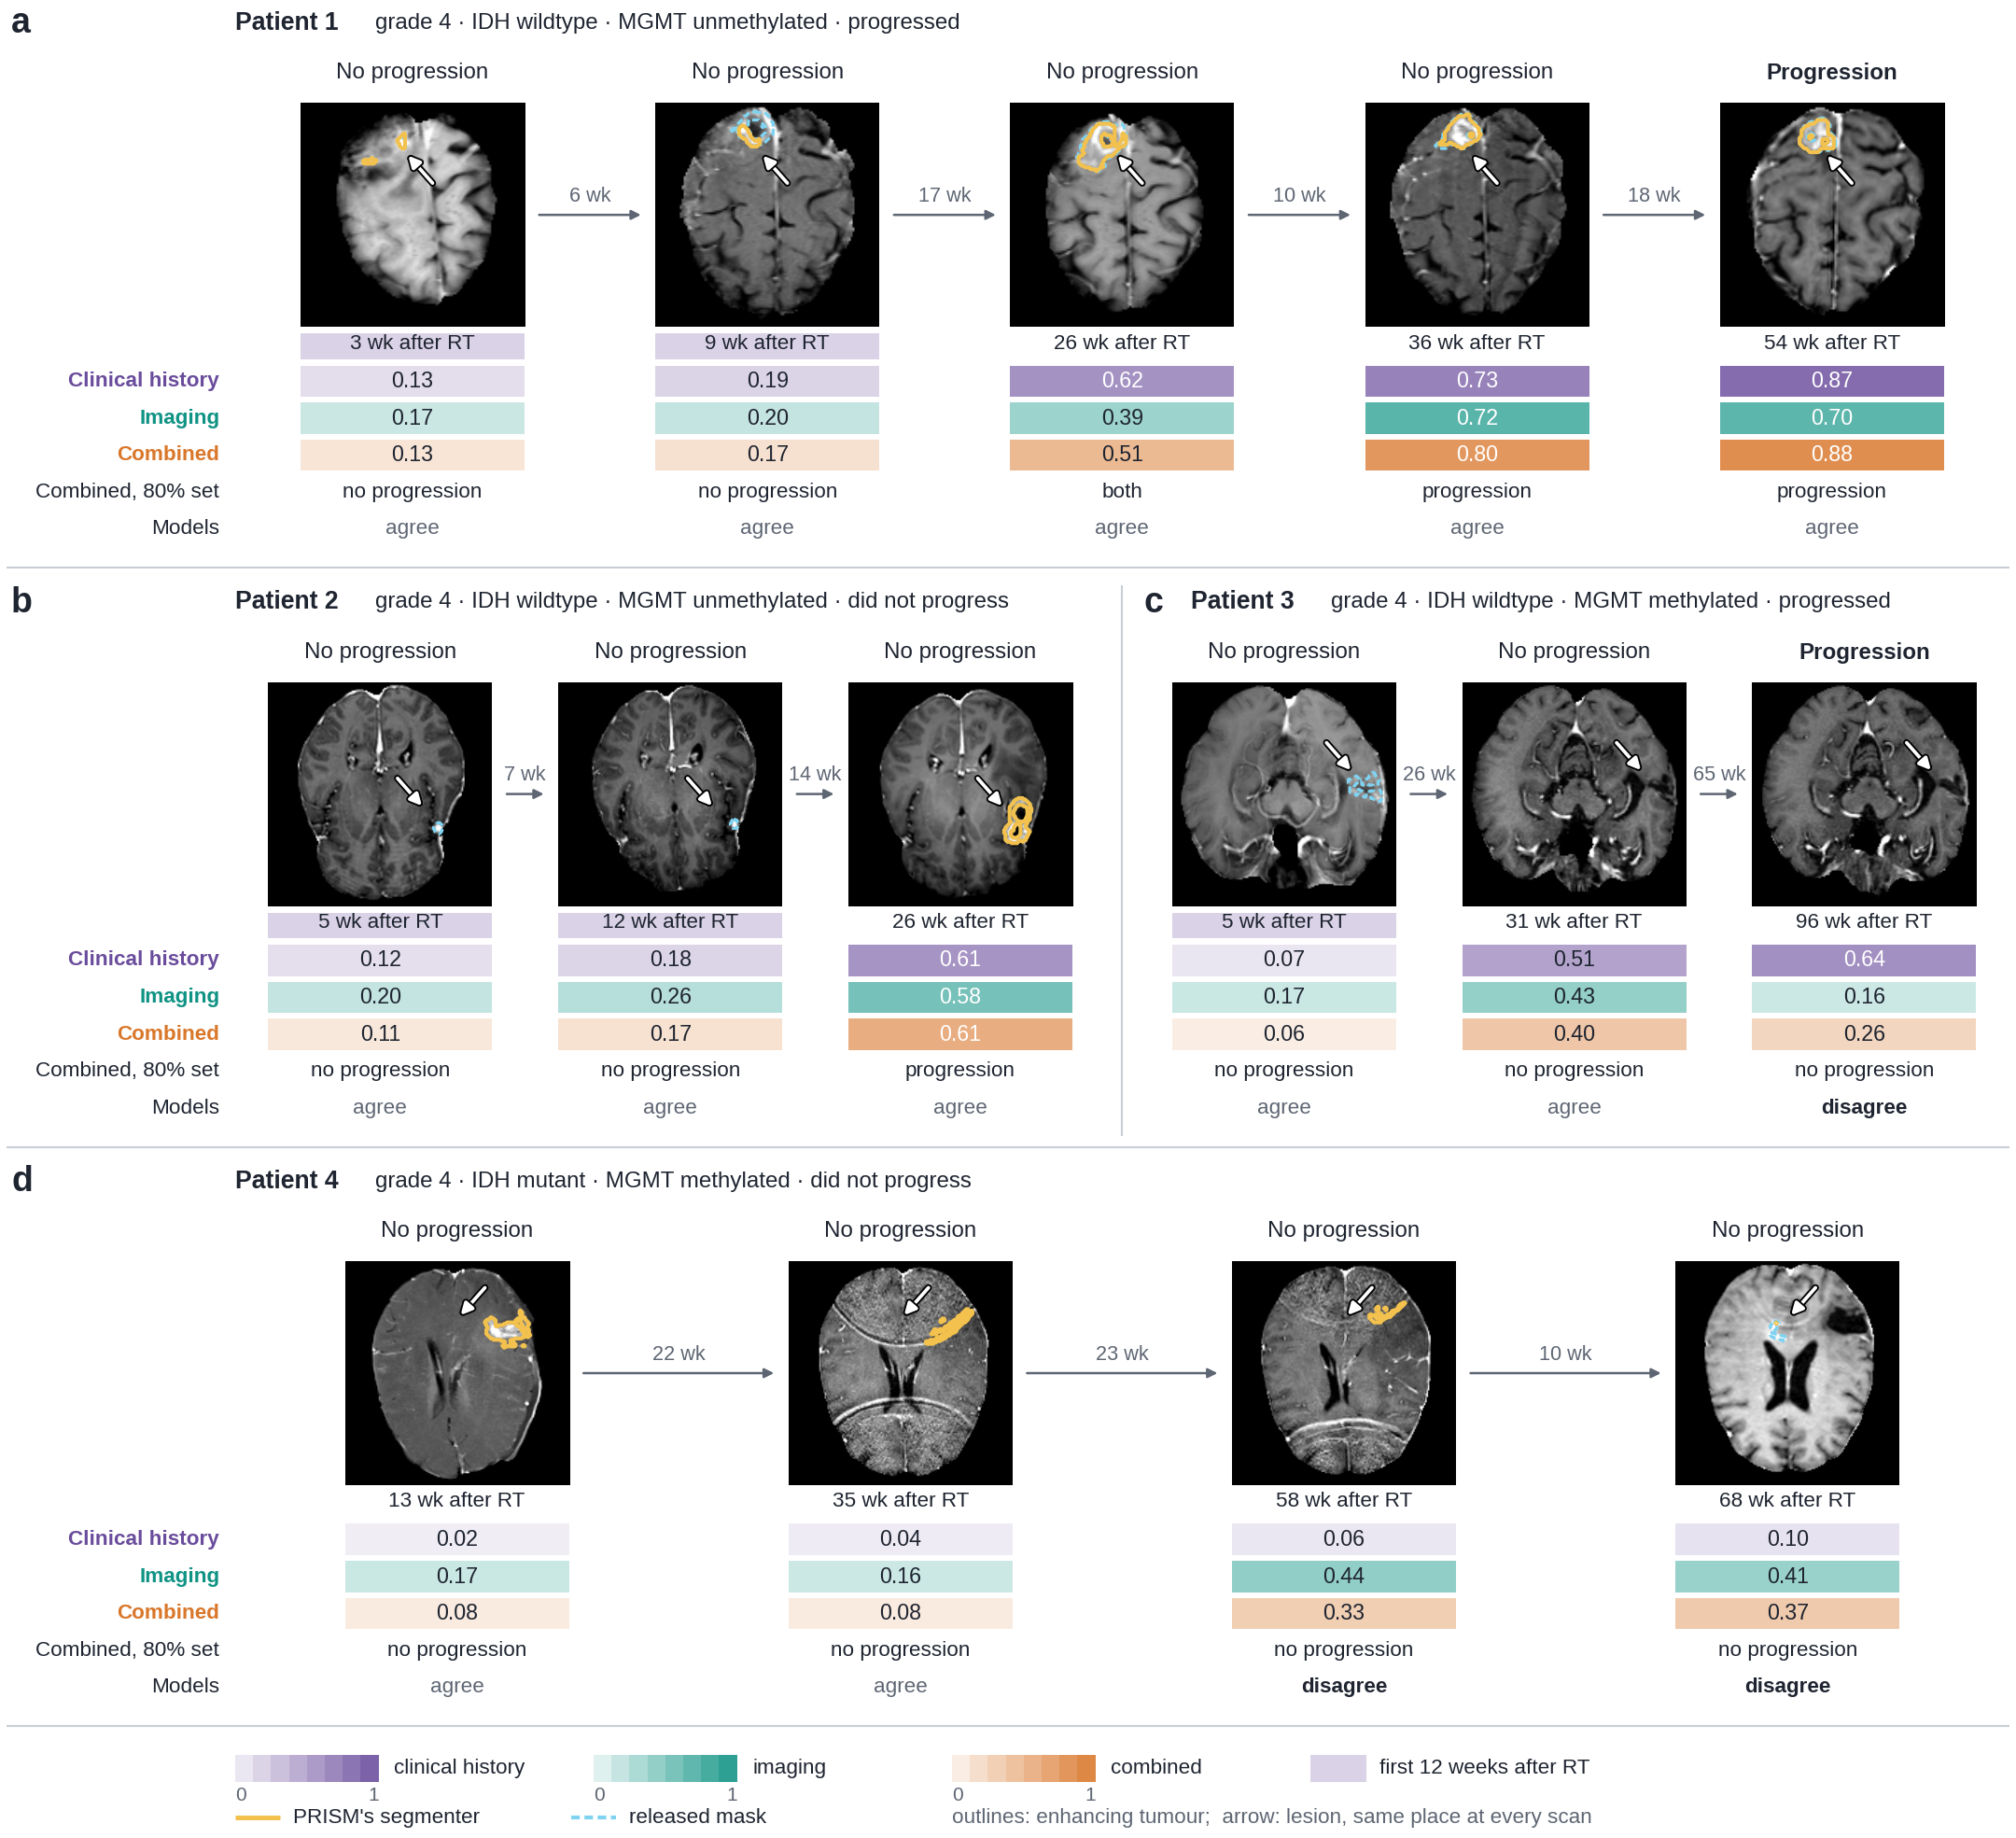 a Patient 1 grade 4 · IDH wildtype · MGMT unmethylated · progressed
No progression No progression No progression No progression Progression
6 wk 17 wk 10 wk 18 wk
3 wk after RT 9 wk after RT 26 wk after RT 36 wk after RT 54 wk after RT
Clinical history 0.13 0.19 0.62 0.73 0.87
Imaging 0.17 0.20 0.39 0.72 0.70
Combined 0.13 0.17 0.51 0.80 0.88
Combined, 80% set no progression no progression both progression progression
Models agree agree agree agree agree
b Patient 2 grade 4 · IDH wildtype · MGMT unmethylated · did not progress
No progression No progression No progression
7 wk 14 wk
5 wk after RT 12 wk after RT 26 wk after RT
Clinical history 0.12 0.18 0.61
Imaging 0.20 0.26 0.58
Combined 0.11 0.17 0.61
Combined, 80% set no progression no progression progression
Models agree agree agree
c Patient 3 grade 4 · IDH wildtype · MGMT methylated · progressed
No progression No progression Progression
26 wk 65 wk
5 wk after RT 31 wk after RT 96 wk after RT
0.07 0.51 0.64
0.17 0.43 0.16
0.06 0.40 0.26
no progression no progression no progression
agree agree disagree
d Patient 4 grade 4 · IDH mutant · MGMT methylated · did not progress
No progression No progression No progression No progression
22 wk 23 wk 10 wk
13 wk after RT 35 wk after RT 58 wk after RT 68 wk after RT
Clinical history 0.02 0.04 0.06 0.10
Imaging 0.17 0.16 0.44 0.41
Combined 0.08 0.08 0.33 0.37
Combined, 80% set no progression no progression no progression no progression
Models agree agree disagree disagree
clinical history imaging combined first 12 weeks after RT
0 1 0 1 0 1
PRISM's segmenter released mask outlines: enhancing tumour; arrow: lesion, same place at every scan